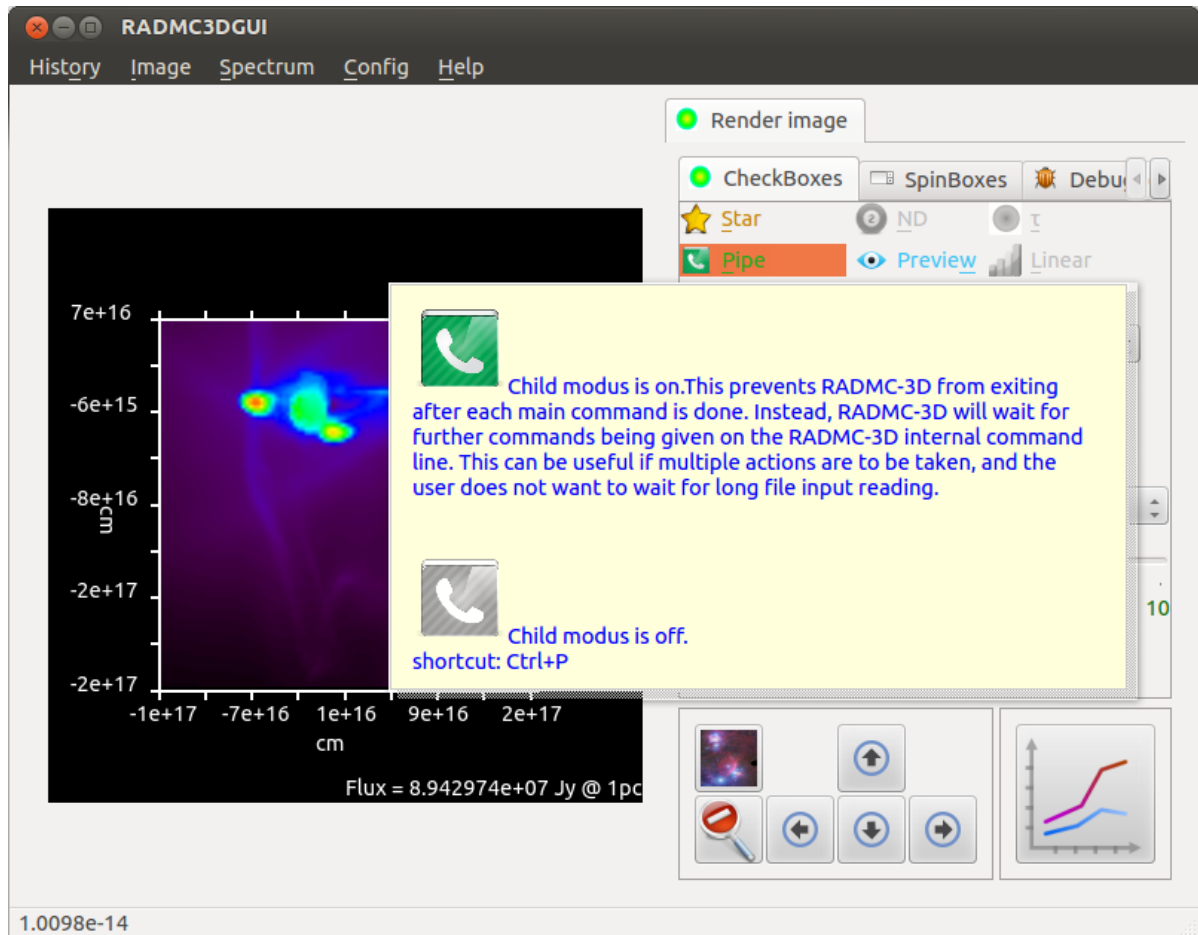 RADMC3DGUI
History Image Spectrum Config Help
Render image
CheckBoxes SpinBoxes
Star ND τ
Pipe Preview Linear
7e+16
-6e+15
-8e+16
cm
-2e+17
-2e+17
-1e+17 -7e+16 1e+16 9e+16 2e+17
cm
Flux = 8.942974e+07 Jy @ 1pc
Child modus is on.This prevents RADMC-3D from exiting
after each main command is done. Instead, RADMC-3D will wait for
further commands being given on the RADMC-3D internal command
line. This can be useful if multiple actions are to be taken, and the
user does not want to wait for long file input reading.
Child modus is off.
shortcut: Ctrl+P
10
1.0098e-14